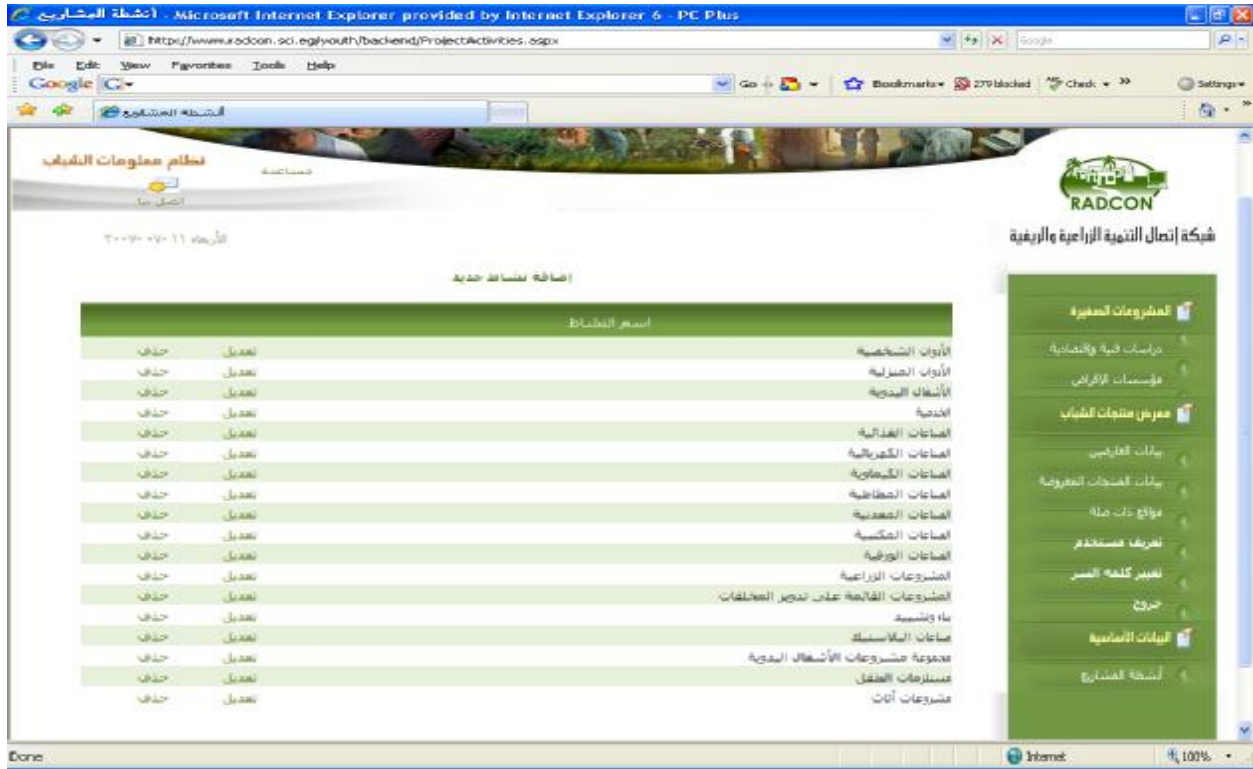 أنشطة المشاريع - Microsoft Internet Explorer provided by Internet Explorer 6 - PC Plus
http://www.radcon.sci.eg/youth/backend/ProjectActivities.aspx
Google
File Edit View Favorites Tools Help
Google
Go
Bookmarks
279 blocked
Check
Settings
أنشطة المشاريع
نظام معلومات الشباب
مساعدة
اتصل بنا
RADCON
شبكة إتصال التنمية الزراعية والريفية
الأربعاء ١١-٠٧-٢٠٠٧
إضافة نشاط جديد
اسم النشاط
الأدوات الشخصية تعديل حذف
الأدوات المنزلية تعديل حذف
الأشغال اليدوية تعديل حذف
الخدمية تعديل حذف
الصناعات الغذائية تعديل حذف
الصناعات الكهربائية تعديل حذف
الصناعات الكيماوية تعديل حذف
الصناعات المطاطية تعديل حذف
الصناعات المعدنية تعديل حذف
الصناعات المكتبية تعديل حذف
الصناعات الورقية تعديل حذف
المشروعات الزراعية تعديل حذف
المشروعات القائمة على تدوير المخلفات تعديل حذف
بناء وتشييد تعديل حذف
صناعات البلاستيك تعديل حذف
مجموعة مشروعات الأشغال اليدوية تعديل حذف
مستلزمات الطفل تعديل حذف
مشروعات أثاث تعديل حذف
المشروعات الصغيرة
دراسات فنية واقتصادية
مؤسسات الإقراض
معرض منتجات الشباب
بيانات العارضين
بيانات المنتجات المعروضة
مواقع ذات صلة
تعريف مستخدم
تغيير كلمة السر
خروج
البيانات الأساسية
أنشطة المشاريع
Done
Internet
100%